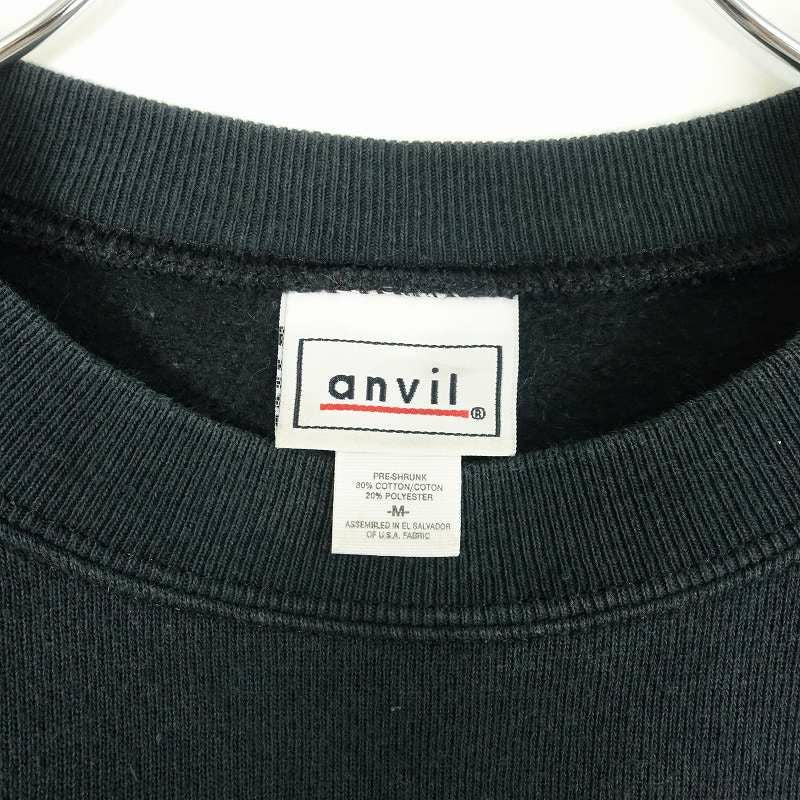 anvil
®
PRE-SHRUNK
80% COTTON/COTON
20% POLYESTER
-M-
ASSEMBLED IN EL SALVADOR
OF U.S.A. FABRIC